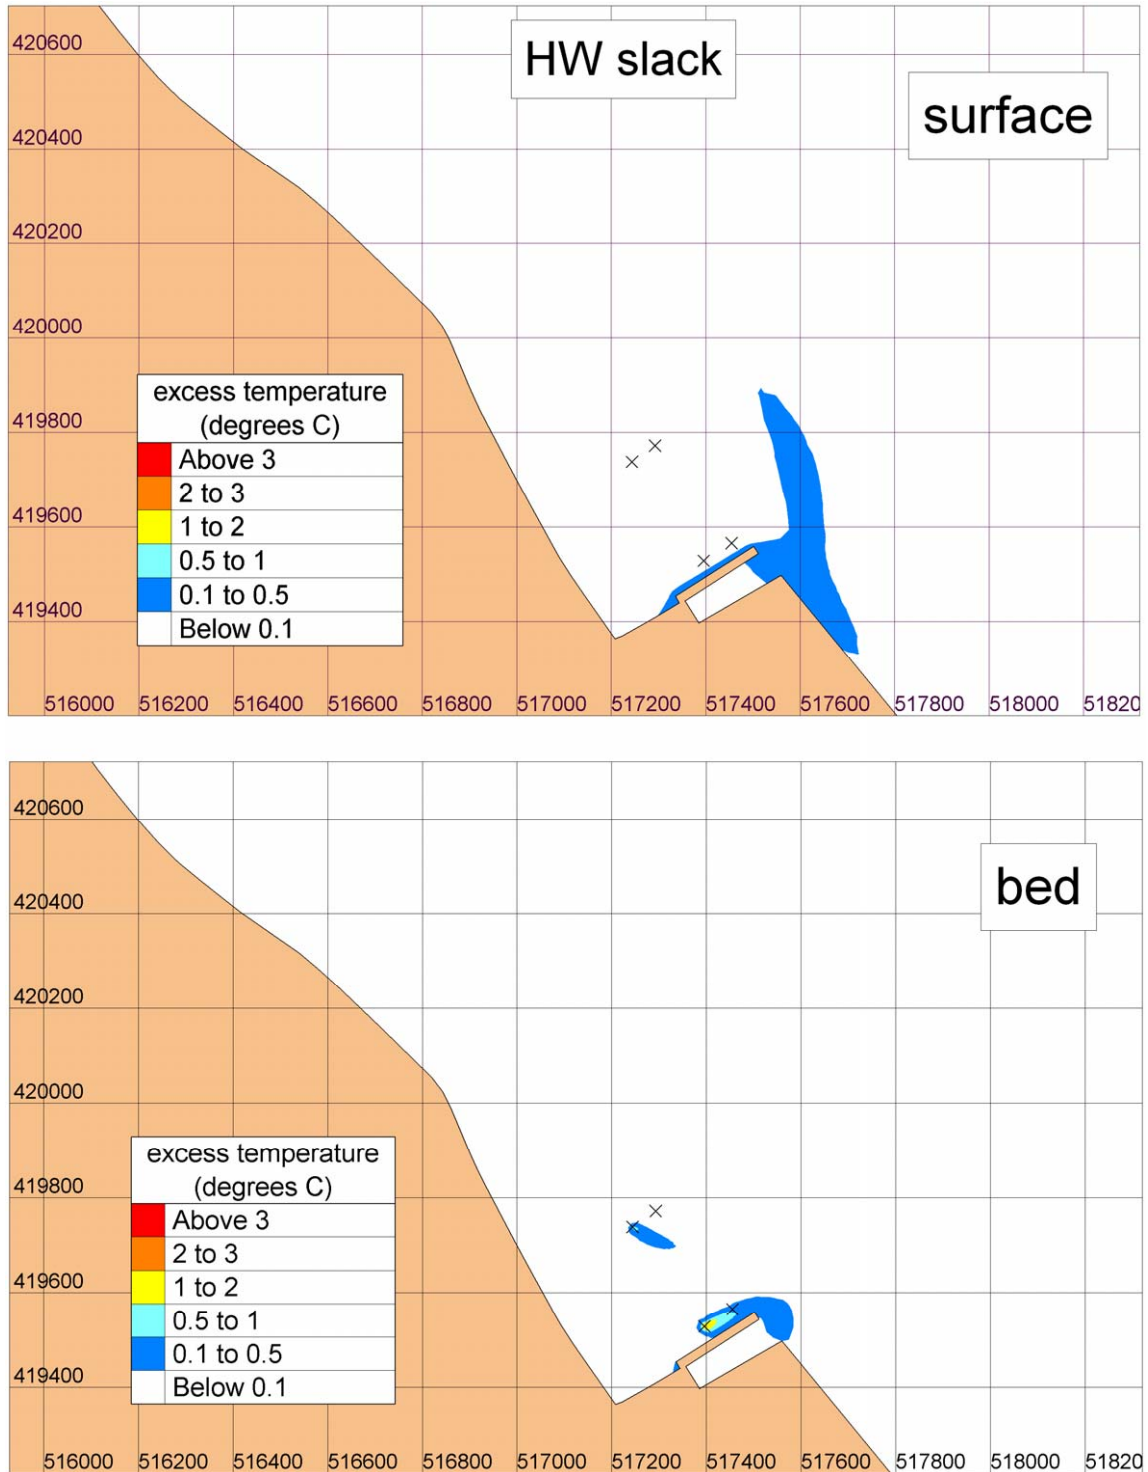 HW slack
surface
420600
420400
420200
420000
419800
419600
419400
excess temperature
(degrees C)
Above 3
2 to 3
1 to 2
0.5 to 1
0.1 to 0.5
Below 0.1
516000 516200 516400 516600 516800 517000 517200 517400 517600 517800 518000 51820
bed
420600
420400
420200
420000
419800
419600
419400
excess temperature
(degrees C)
Above 3
2 to 3
1 to 2
0.5 to 1
0.1 to 0.5
Below 0.1
516000 516200 516400 516600 516800 517000 517200 517400 517600 517800 518000 51820